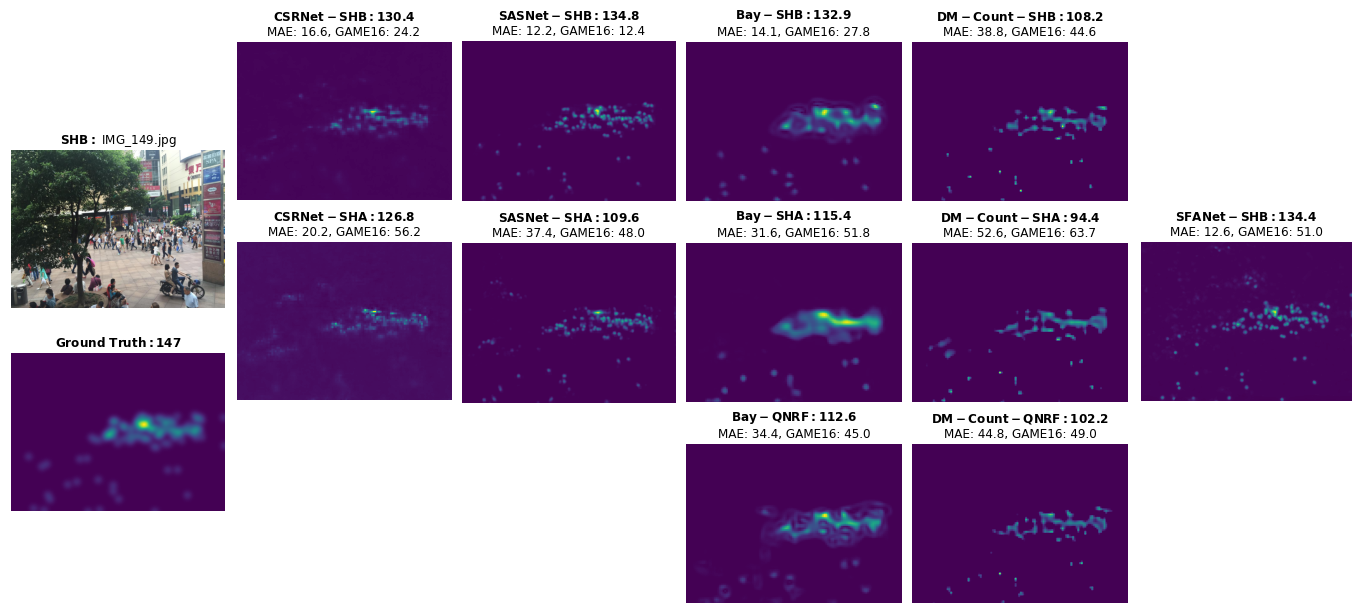 CSRNet − SHB : 130.4
MAE: 16.6, GAME16: 24.2
SASNet − SHB : 134.8
MAE: 12.2, GAME16: 12.4
Bay − SHB : 132.9
MAE: 14.1, GAME16: 27.8
DM − Count − SHB : 108.2
MAE: 38.8, GAME16: 44.6
SHB : IMG_149.jpg
CSRNet − SHA : 126.8
MAE: 20.2, GAME16: 56.2
SASNet − SHA : 109.6
MAE: 37.4, GAME16: 48.0
Bay − SHA : 115.4
MAE: 31.6, GAME16: 51.8
DM − Count − SHA : 94.4
MAE: 52.6, GAME16: 63.7
SFANet − SHB : 134.4
MAE: 12.6, GAME16: 51.0
Ground Truth : 147
Bay − QNRF : 112.6
MAE: 34.4, GAME16: 45.0
DM − Count − QNRF : 102.2
MAE: 44.8, GAME16: 49.0